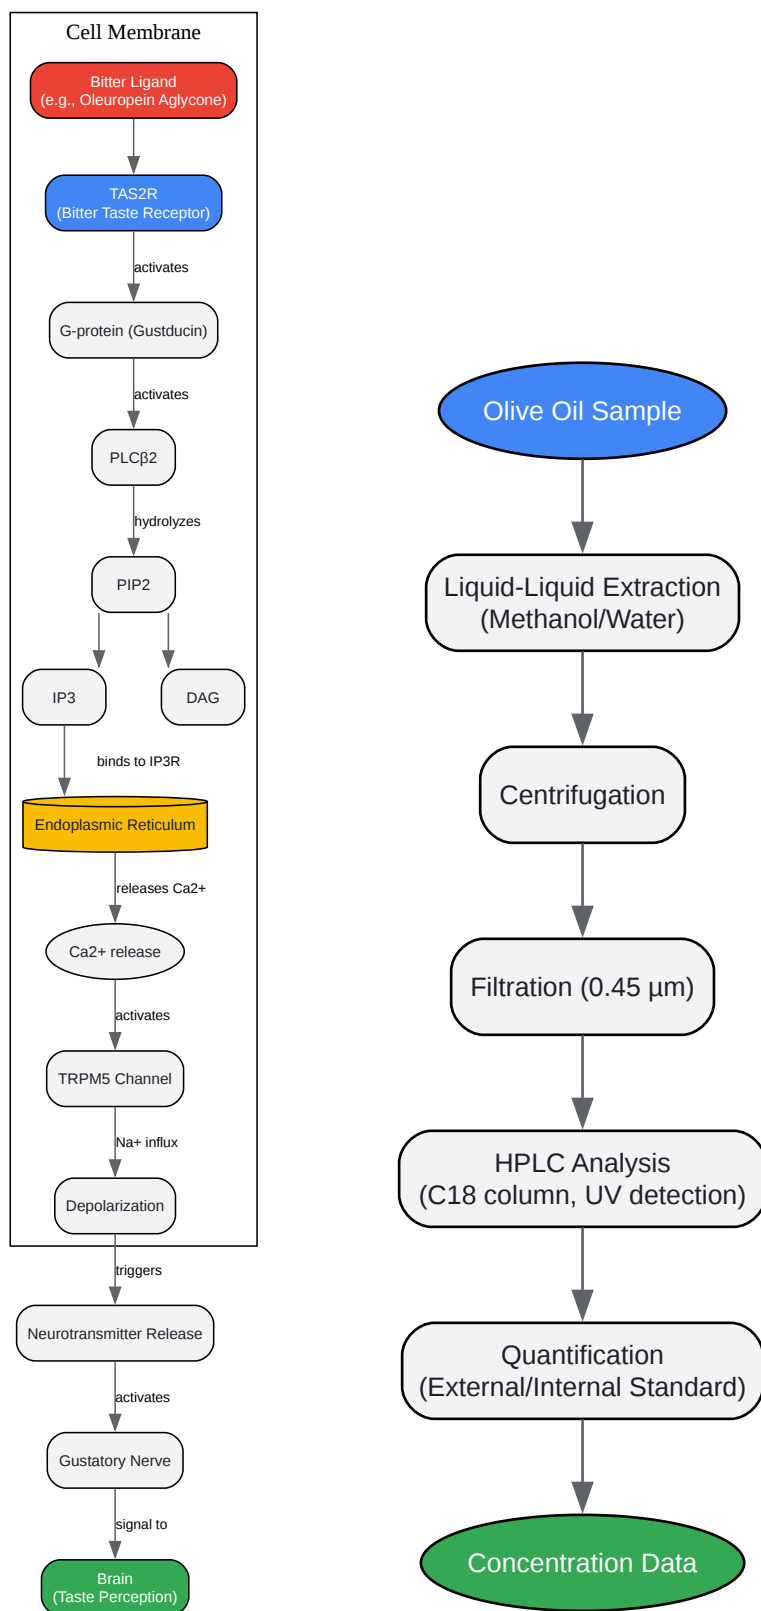 Cell Membrane
Bitter Ligand
(e.g., Oleuropein Aglycone)
TAS2R
(Bitter Taste Receptor)
activates
G-protein (Gustducin)
activates
PLCβ2
hydrolyzes
PIP2
IP3
DAG
binds to IP3R
Endoplasmic Reticulum
releases Ca2+
Ca2+ release
activates
TRPM5 Channel
Na+ influx
Depolarization
triggers
Neurotransmitter Release
activates
Gustatory Nerve
signal to
Brain
(Taste Perception)
Olive Oil Sample
Liquid-Liquid Extraction
(Methanol/Water)
Centrifugation
Filtration (0.45 µm)
HPLC Analysis
(C18 column, UV detection)
Quantification
(External/Internal Standard)
Concentration Data